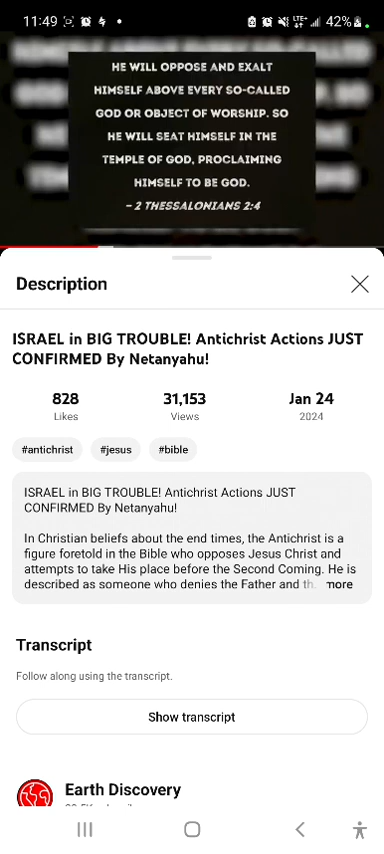 11:49
42%
HE WILL OPPOSE AND EXALT
HIMSELF ABOVE EVERY SO-CALLED
GOD OR OBJECT OF WORSHIP. SO
HE WILL SEAT HIMSELF IN THE
TEMPLE OF GOD, PROCLAIMING
HIMSELF TO BE GOD.
– 2 THESSALONIANS 2:4
Description
ISRAEL in BIG TROUBLE! Antichrist Actions JUST
CONFIRMED By Netanyahu!
828 31,153 Jan 24
Likes Views 2024
#antichrist #jesus #bible
ISRAEL in BIG TROUBLE! Antichrist Actions JUST
CONFIRMED By Netanyahu!
In Christian beliefs about the end times, the Antichrist is a
figure foretold in the Bible who opposes Jesus Christ and
attempts to take His place before the Second Coming. He is
described as someone who denies the Father and th. more
Transcript
Follow along using the transcript.
Show transcript
Earth Discovery